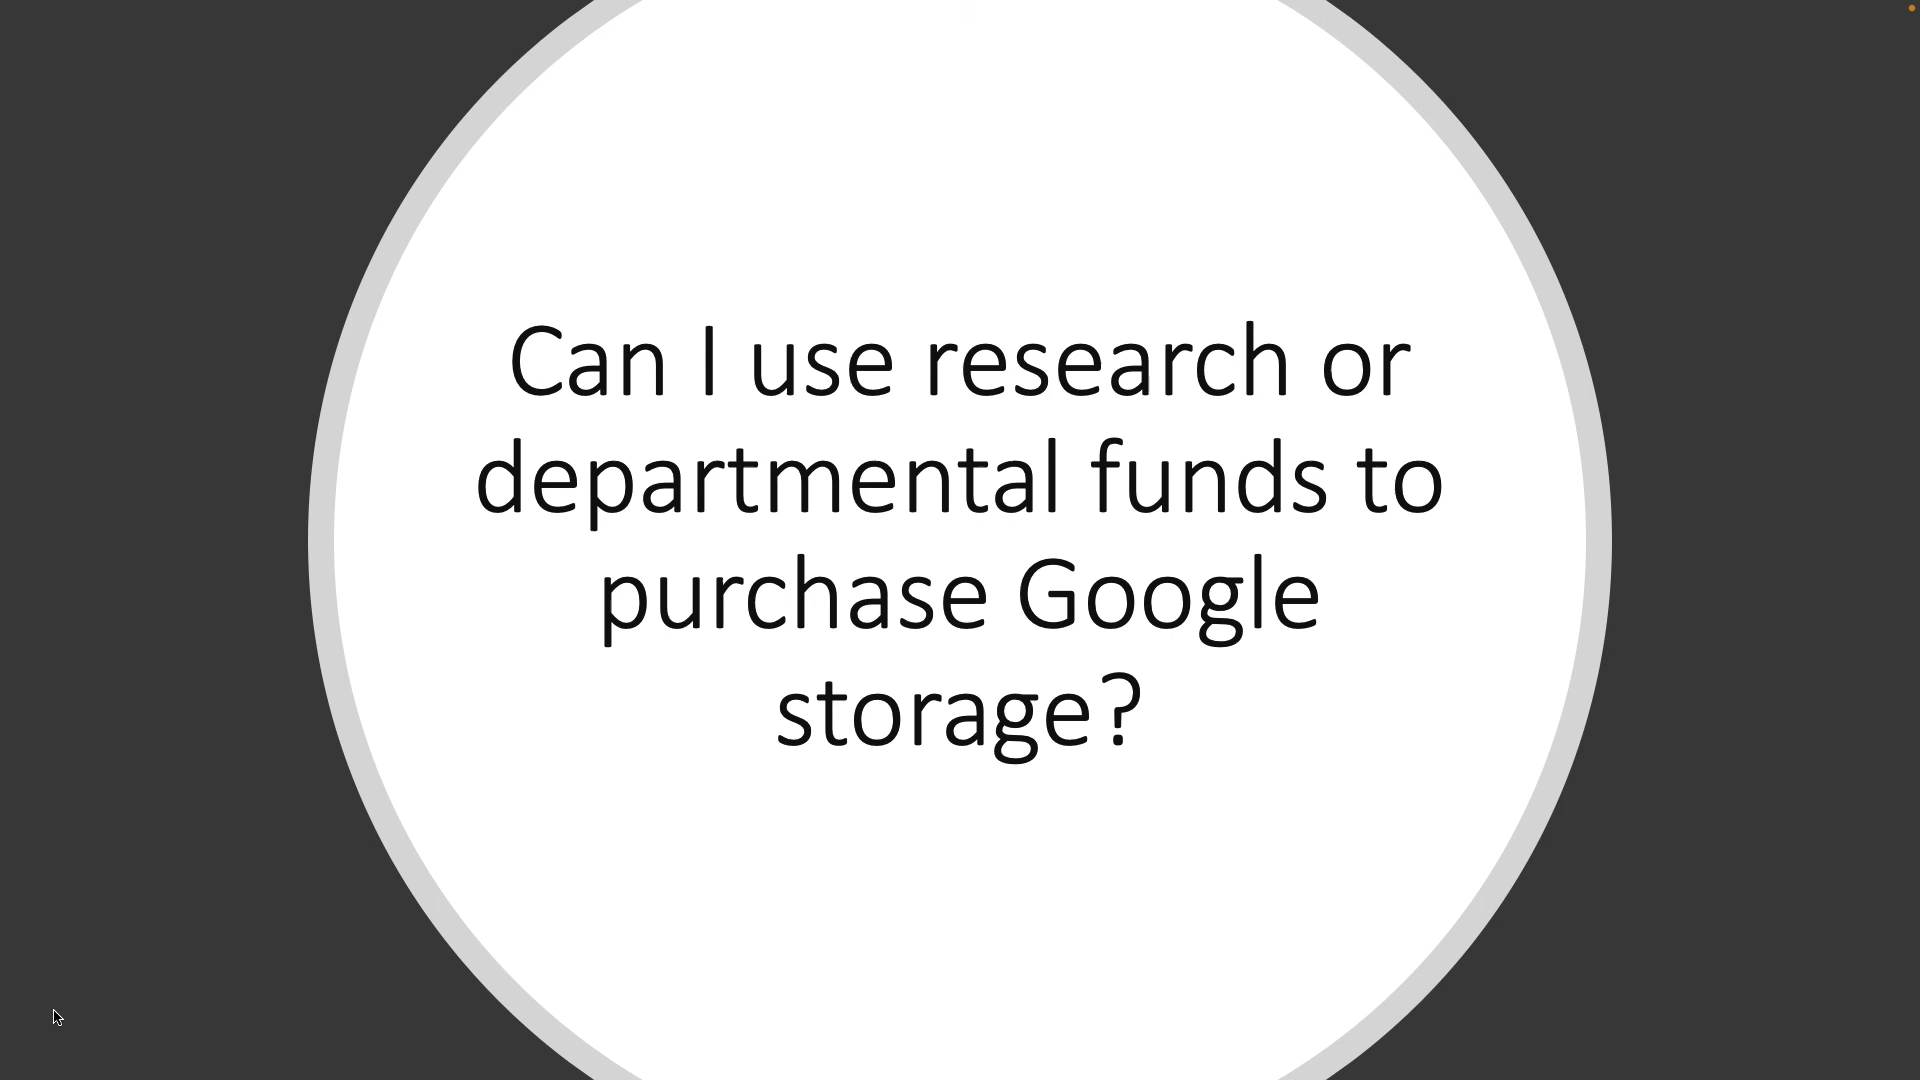 Can I use research or
departmental funds to
purchase Google
storage?